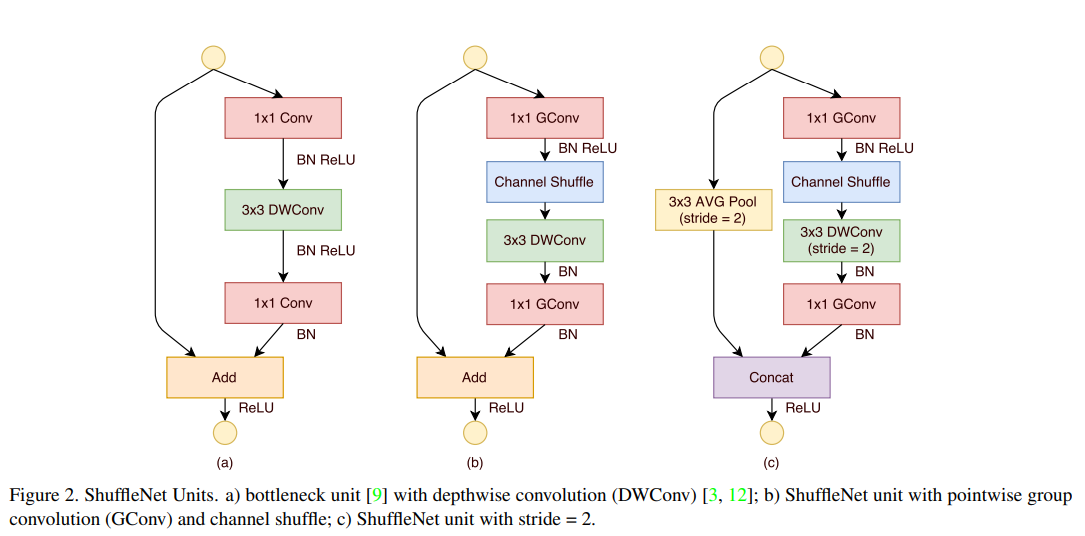 1x1 Conv
BN ReLU
3x3 DWConv
BN ReLU
1x1 Conv
BN
Add
ReLU
(a)
1x1 GConv
BN ReLU
Channel Shuffle
3x3 DWConv
BN
1x1 GConv
BN
Add
ReLU
(b)
3x3 AVG Pool
(stride = 2)
1x1 GConv
BN ReLU
Channel Shuffle
3x3 DWConv
(stride = 2)
BN
1x1 GConv
BN
Concat
ReLU
(c)
Figure 2. ShuffleNet Units. a) bottleneck unit [9] with depthwise convolution (DWConv) [3, 12]; b) ShuffleNet unit with pointwise group
convolution (GConv) and channel shuffle; c) ShuffleNet unit with stride = 2.